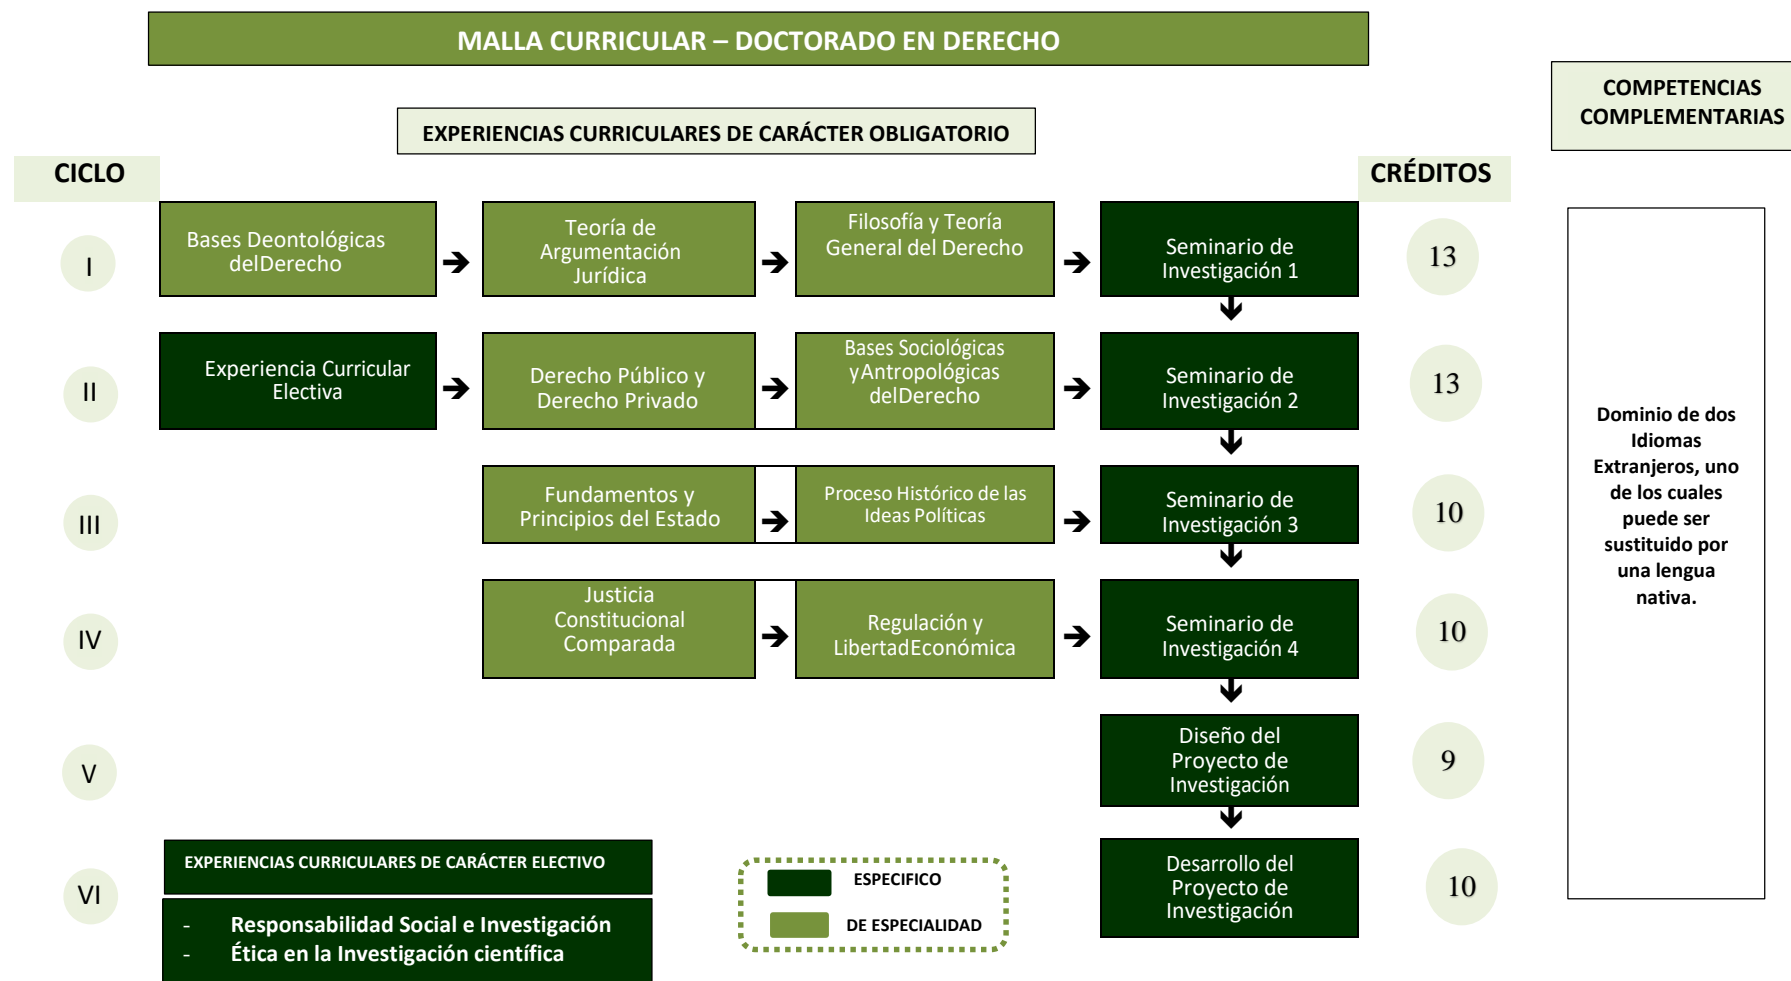 MALLA CURRICULAR – DOCTORADO EN DERECHO
COMPETENCIAS
COMPLEMENTARIAS
EXPERIENCIAS CURRICULARES DE CARÁCTER OBLIGATORIO
CICLO
CRÉDITOS
I
Bases Deontológicas
delDerecho
Teoría de
Argumentación
Jurídica
Filosofía y Teoría
General del Derecho
Seminario de
Investigación 1
13
II
Experiencia Curricular
Electiva
Derecho Público y
Derecho Privado
Bases Sociológicas
yAntropológicas
delDerecho
Seminario de
Investigación 2
13
III
Fundamentos y
Principios del Estado
Proceso Histórico de las
Ideas Políticas
Seminario de
Investigación 3
10
IV
Justicia
Constitucional
Comparada
Regulación y
LibertadEconómica
Seminario de
Investigación 4
10
V
Diseño del
Proyecto de
Investigación
9
VI
Desarrollo del
Proyecto de
Investigación
10
Dominio de dos
Idiomas
Extranjeros, uno
de los cuales
puede ser
sustituido por
una lengua
nativa.
EXPERIENCIAS CURRICULARES DE CARÁCTER ELECTIVO
- Responsabilidad Social e Investigación
- Ética en la Investigación científica
ESPECIFICO
DE ESPECIALIDAD